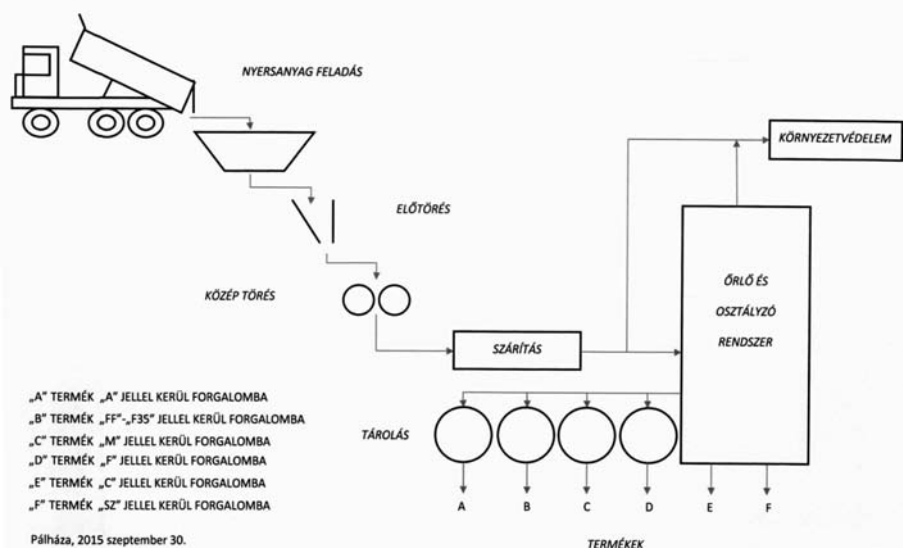 NYERSANYAG FELADÁS
KÖRNYEZETVÉDELEM
ELŐTÖRÉS
ŐRLŐ ÉS
OSZTÁLYZÓ
RENDSZER
KÖZÉP TÖRÉS
SZÁRÍTÁS
„A” TERMÉK „A” JELLEL KERÜL FORGALOMBA
„B” TERMÉK „FF”-„F35” JELLEL KERÜL FORGALOMBA
„C” TERMÉK „M” JELLEL KERÜL FORGALOMBA
„D” TERMÉK „F” JELLEL KERÜL FORGALOMBA
„E” TERMÉK „C” JELLEL KERÜL FORGALOMBA
„F” TERMÉK „SZ” JELLEL KERÜL FORGALOMBA
TÁROLÁS
A B C D E F
Pálháza, 2015 szeptember 30.
TERMÉKEK